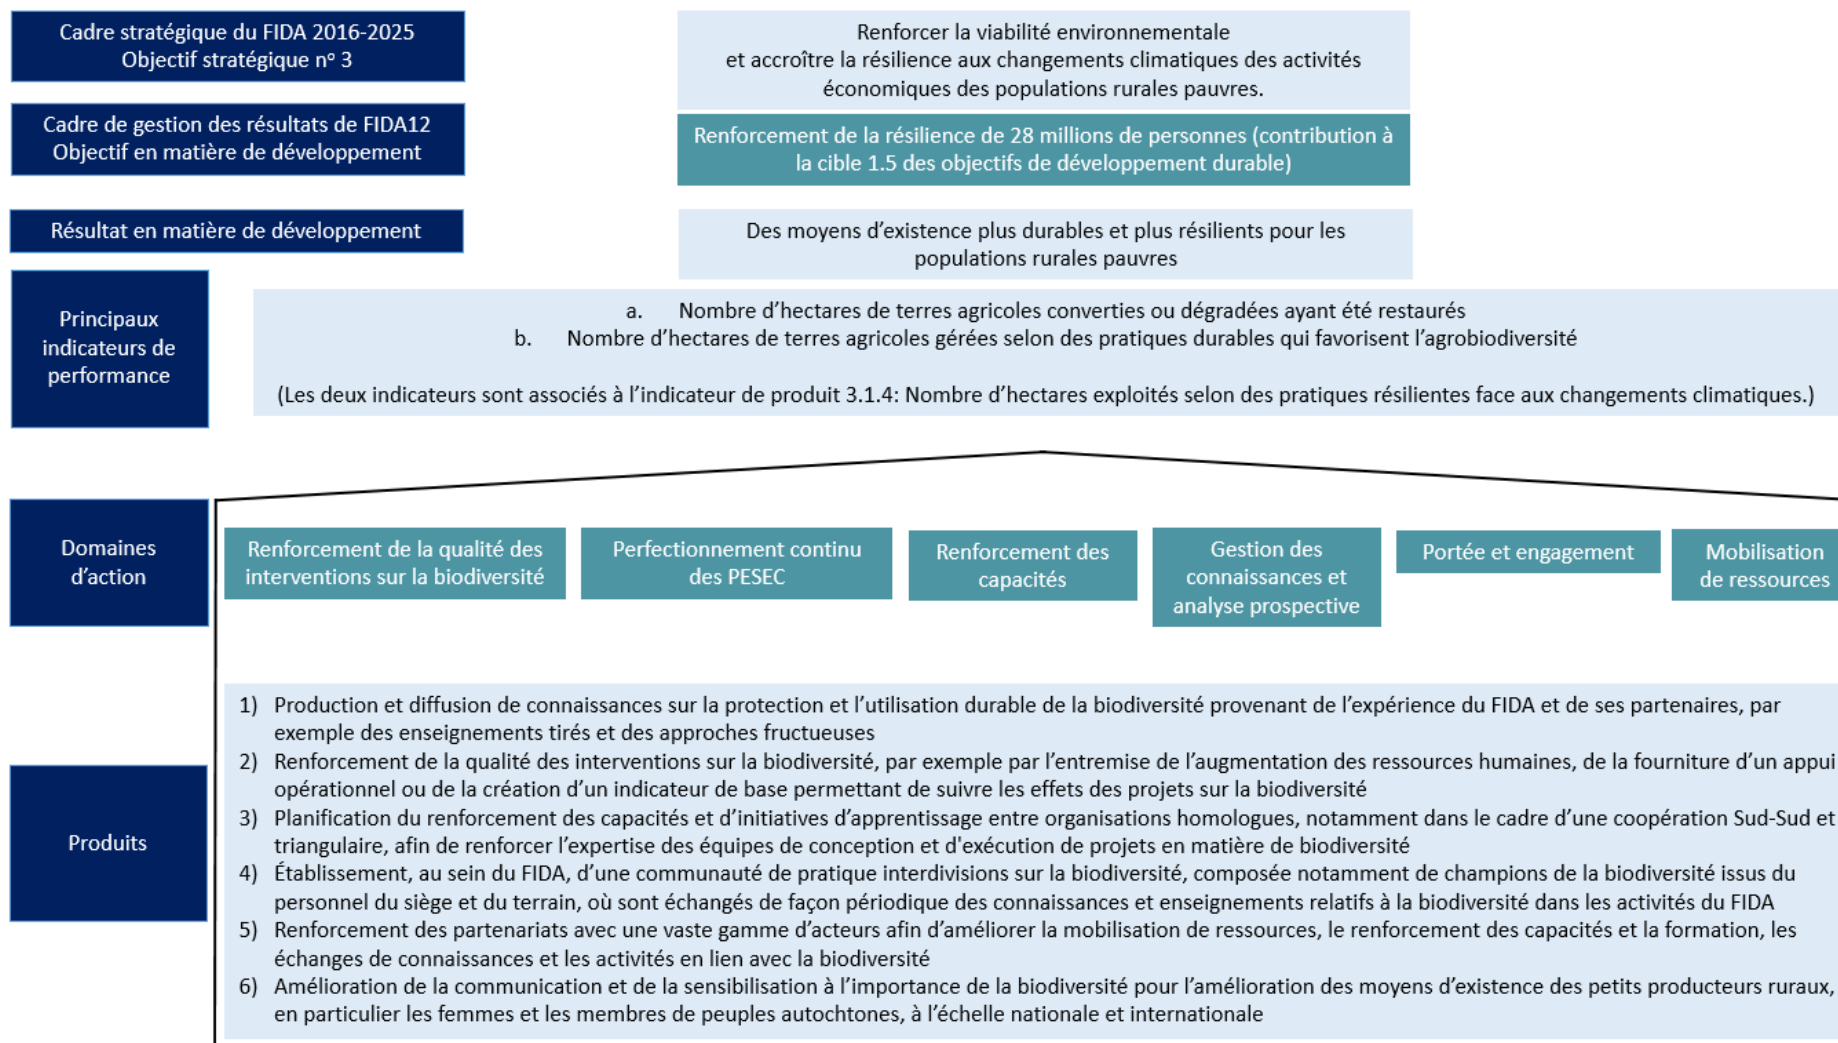 Cadre stratégique du FIDA 2016-2025
Objectif stratégique nº 3
Renforcer la viabilité environnementale
et accroître la résilience aux changements climatiques des activités
économiques des populations rurales pauvres.
Cadre de gestion des résultats de FIDA12
Objectif en matière de développement
Renforcement de la résilience de 28 millions de personnes (contribution à
la cible 1.5 des objectifs de développement durable)
Résultat en matière de développement
Des moyens d’existence plus durables et plus résilients pour les
populations rurales pauvres
Principaux
indicateurs de
performance
a. Nombre d’hectares de terres agricoles converties ou dégradées ayant été restaurés
b. Nombre d’hectares de terres agricoles gérées selon des pratiques durables qui favorisent l’agrobiodiversité
(Les deux indicateurs sont associés à l’indicateur de produit 3.1.4: Nombre d’hectares exploités selon des pratiques résilientes face aux changements climatiques.)
Domaines
d’action
Renforcement de la qualité des
interventions sur la biodiversité
Perfectionnement continu
des PESEC
Renforcement des
capacités
Gestion des
connaissances et
analyse prospective
Portée et engagement
Mobilisation
de ressources
Produits
1) Production et diffusion de connaissances sur la protection et l’utilisation durable de la biodiversité provenant de l’expérience du FIDA et de ses partenaires, par
exemple des enseignements tirés et des approches fructueuses
2) Renforcement de la qualité des interventions sur la biodiversité, par exemple par l’entremise de l’augmentation des ressources humaines, de la fourniture d’un appui
opérationnel ou de la création d’un indicateur de base permettant de suivre les effets des projets sur la biodiversité
3) Planification du renforcement des capacités et d’initiatives d’apprentissage entre organisations homologues, notamment dans le cadre d’une coopération Sud-Sud et
triangulaire, afin de renforcer l’expertise des équipes de conception et d'exécution de projets en matière de biodiversité
4) Établissement, au sein du FIDA, d’une communauté de pratique interdivisions sur la biodiversité, composée notamment de champions de la biodiversité issus du
personnel du siège et du terrain, où sont échangés de façon périodique des connaissances et enseignements relatifs à la biodiversité dans les activités du FIDA
5) Renforcement des partenariats avec une vaste gamme d’acteurs afin d’améliorer la mobilisation de ressources, le renforcement des capacités et la formation, les
échanges de connaissances et les activités en lien avec la biodiversité
6) Amélioration de la communication et de la sensibilisation à l’importance de la biodiversité pour l’amélioration des moyens d’existence des petits producteurs ruraux,
en particulier les femmes et les membres de peuples autochtones, à l’échelle nationale et internationale